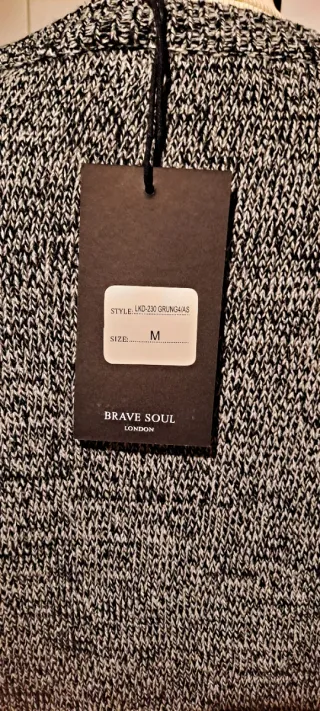 STYLE: LKD-230 GRUNG4/AS
SIZE: M
BRAVE SOUL
LONDON